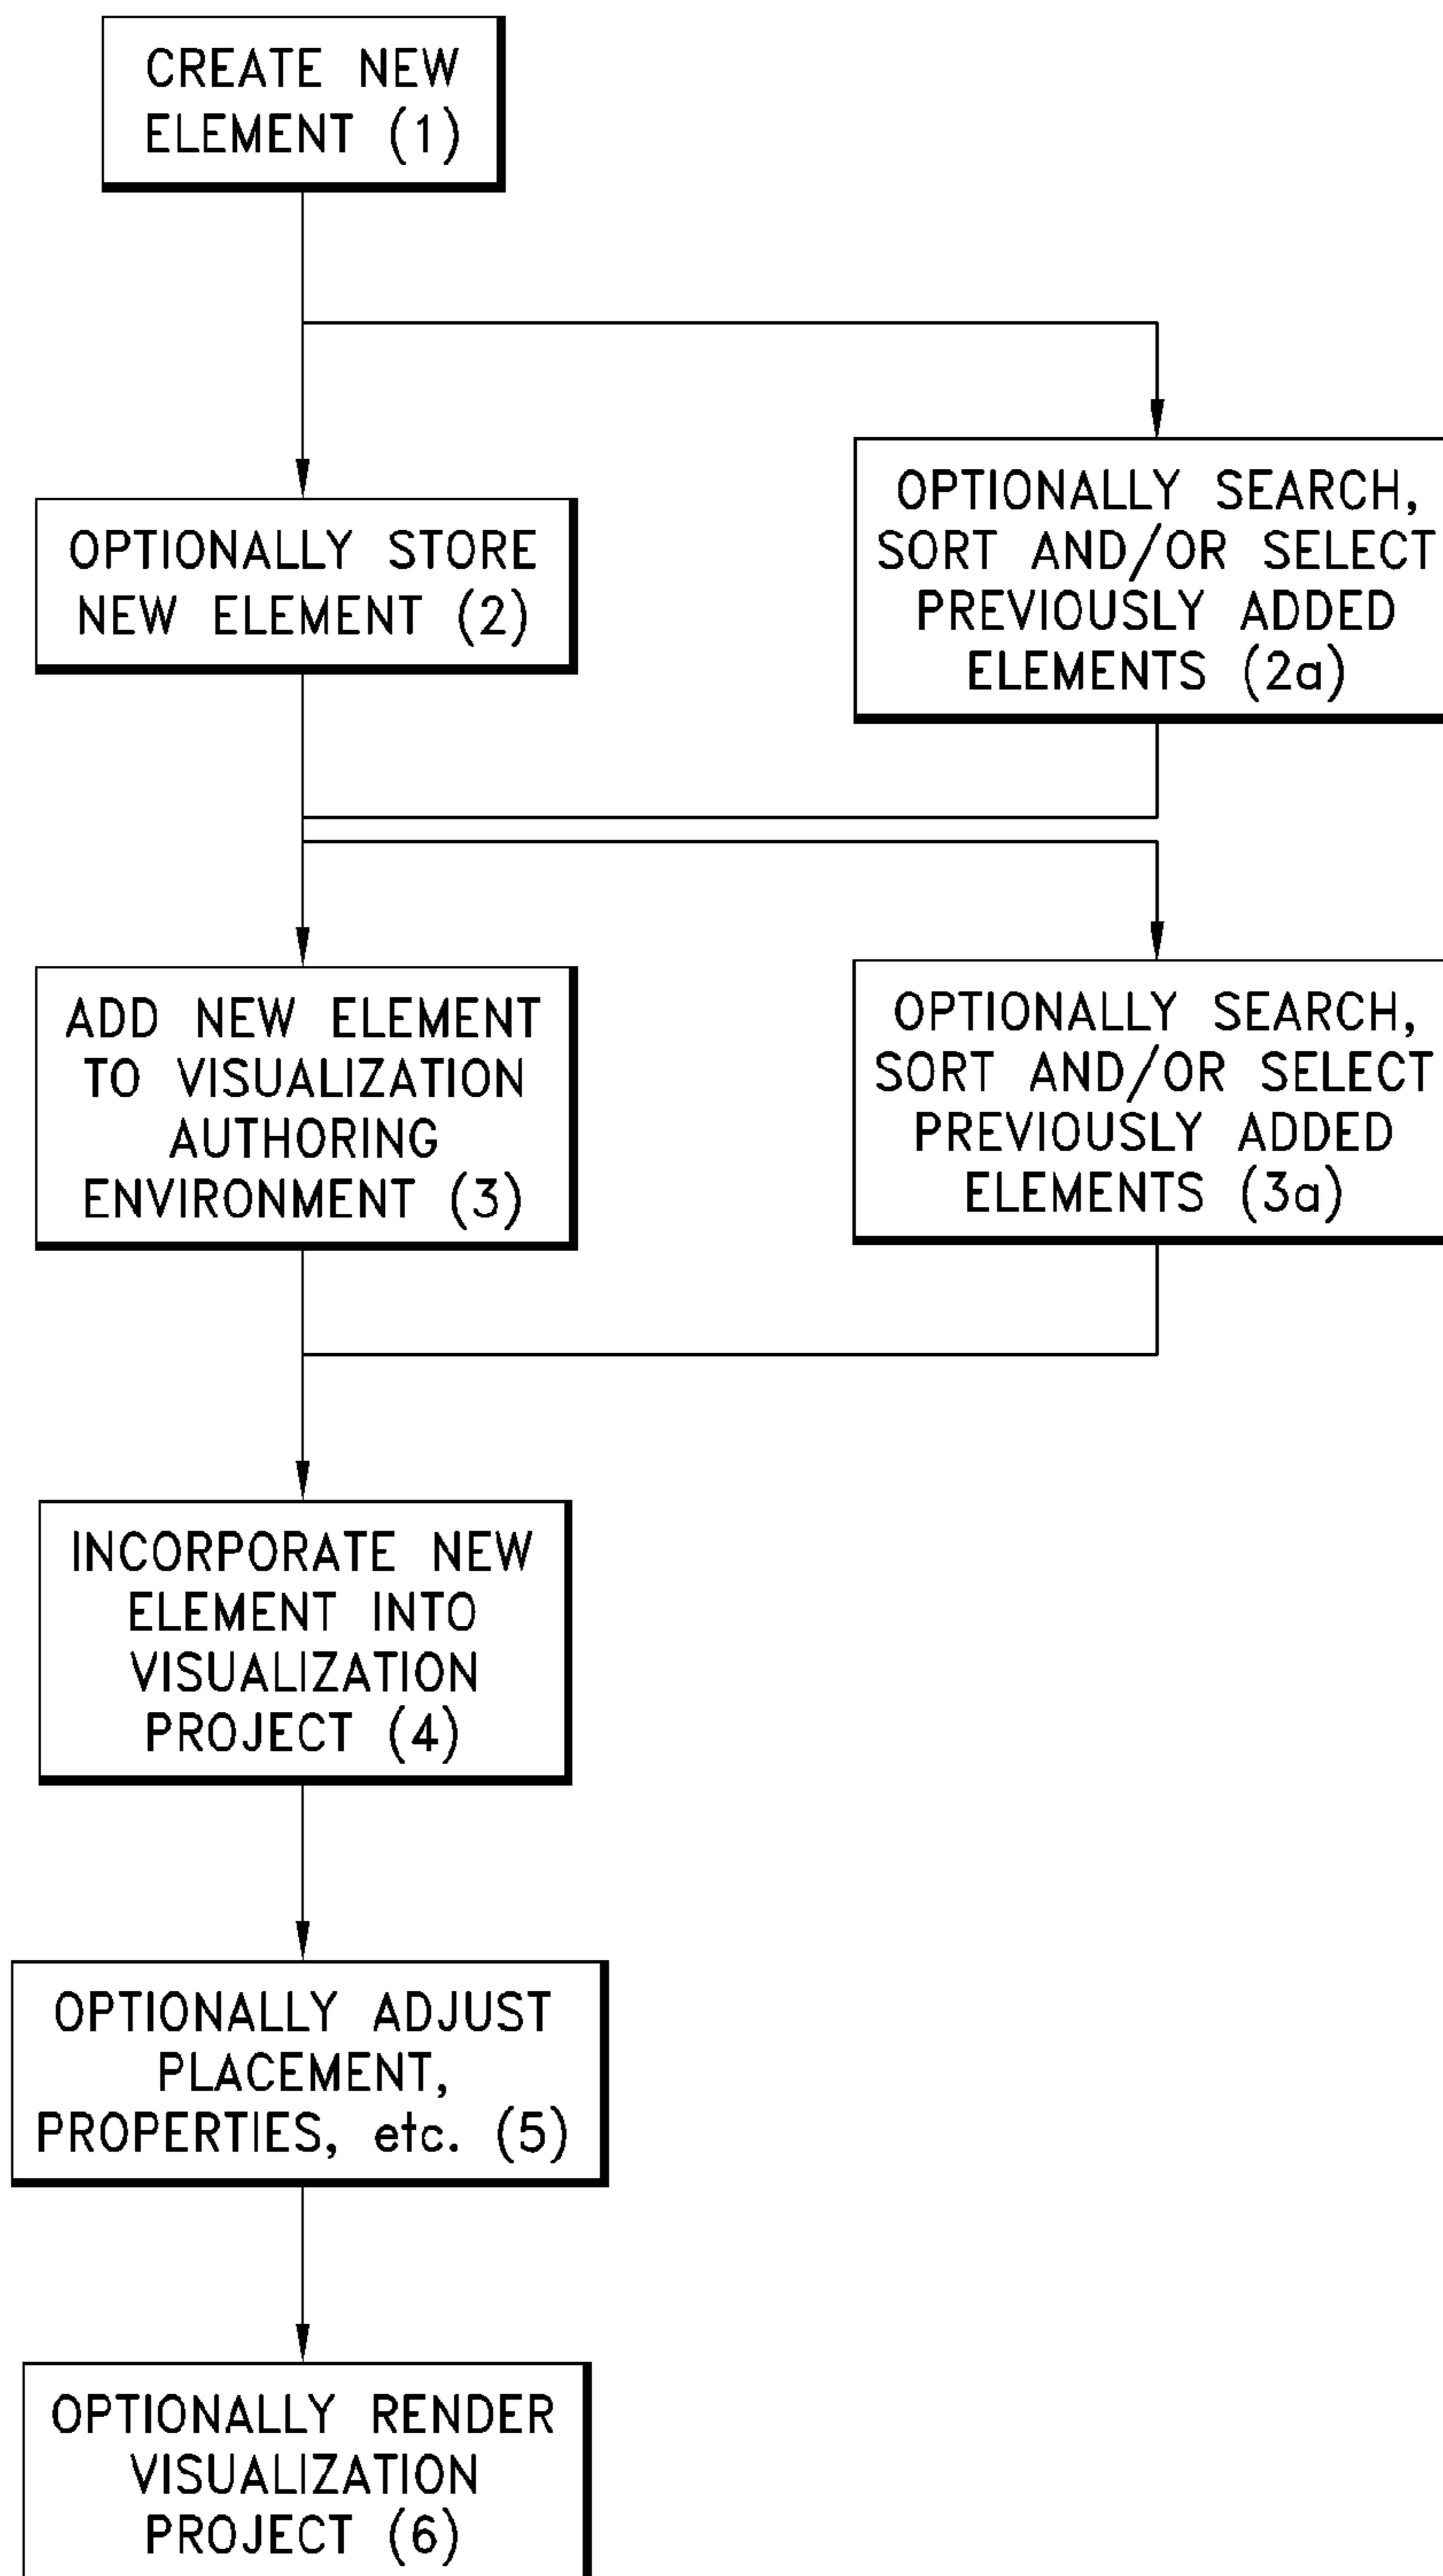 CREATE NEW
ELEMENT (1)
OPTIONALLY STORE
NEW ELEMENT (2)
OPTIONALLY SEARCH,
SORT AND/OR SELECT
PREVIOUSLY ADDED
ELEMENTS (2a)
ADD NEW ELEMENT
TO VISUALIZATION
AUTHORING
ENVIRONMENT (3)
OPTIONALLY SEARCH,
SORT AND/OR SELECT
PREVIOUSLY ADDED
ELEMENTS (3a)
INCORPORATE NEW
ELEMENT INTO
VISUALIZATION
PROJECT (4)
OPTIONALLY ADJUST
PLACEMENT,
PROPERTIES, etc. (5)
OPTIONALLY RENDER
VISUALIZATION
PROJECT (6)